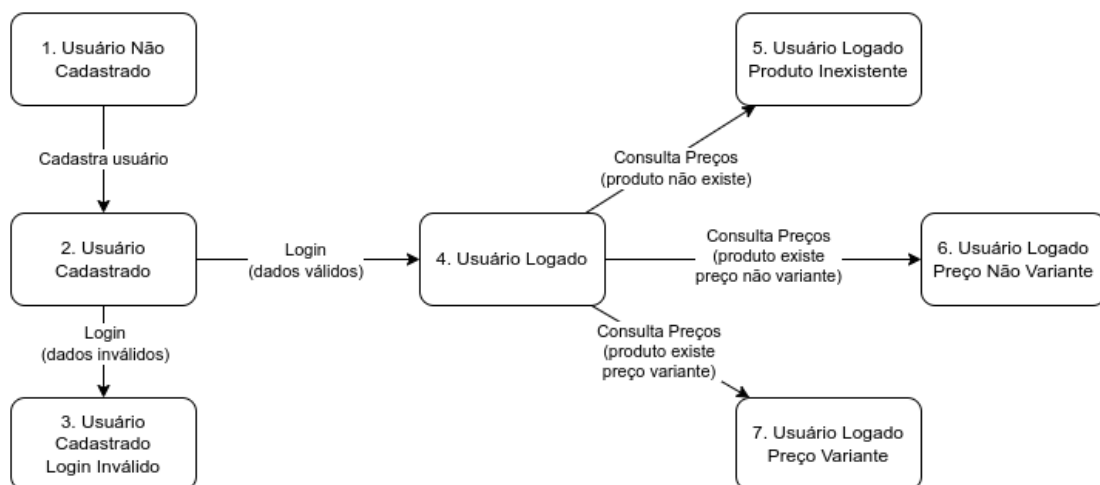 1. Usuário Não
Cadastrado
5. Usuário Logado
Produto Inexistente
Cadastra usuário
Consulta Preços
(produto não existe)
2. Usuário
Cadastrado
Login
(dados válidos)
4. Usuário Logado
Consulta Preços
(produto existe
preço não variante)
6. Usuário Logado
Preço Não Variante
Login
(dados inválidos)
Consulta Preços
(produto existe
preço variante)
3. Usuário
Cadastrado
Login Inválido
7. Usuário Logado
Preço Variante